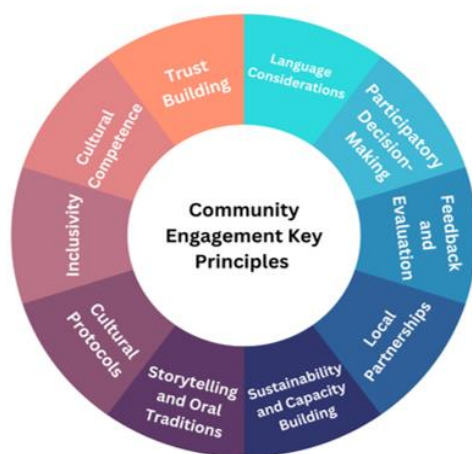 Community
Engagement Key
Principles
Trust
Building
Language
Considerations
Participatory
Decision-
Making
Feedback
and
Evaluation
Local
Partnerships
Sustainability
and Capacity
Building
Storytelling
and Oral
Traditions
Cultural
Protocols
Inclusivity
Cultural
Competence